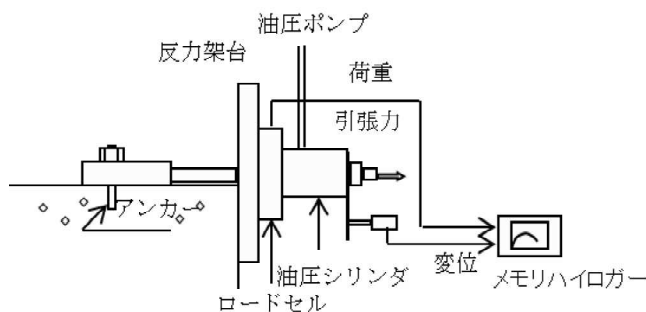 油圧ポンプ
反力架台
荷重
引張力
アンカー
変位
油圧シリンダ
メモリハイロガー
ロードセル